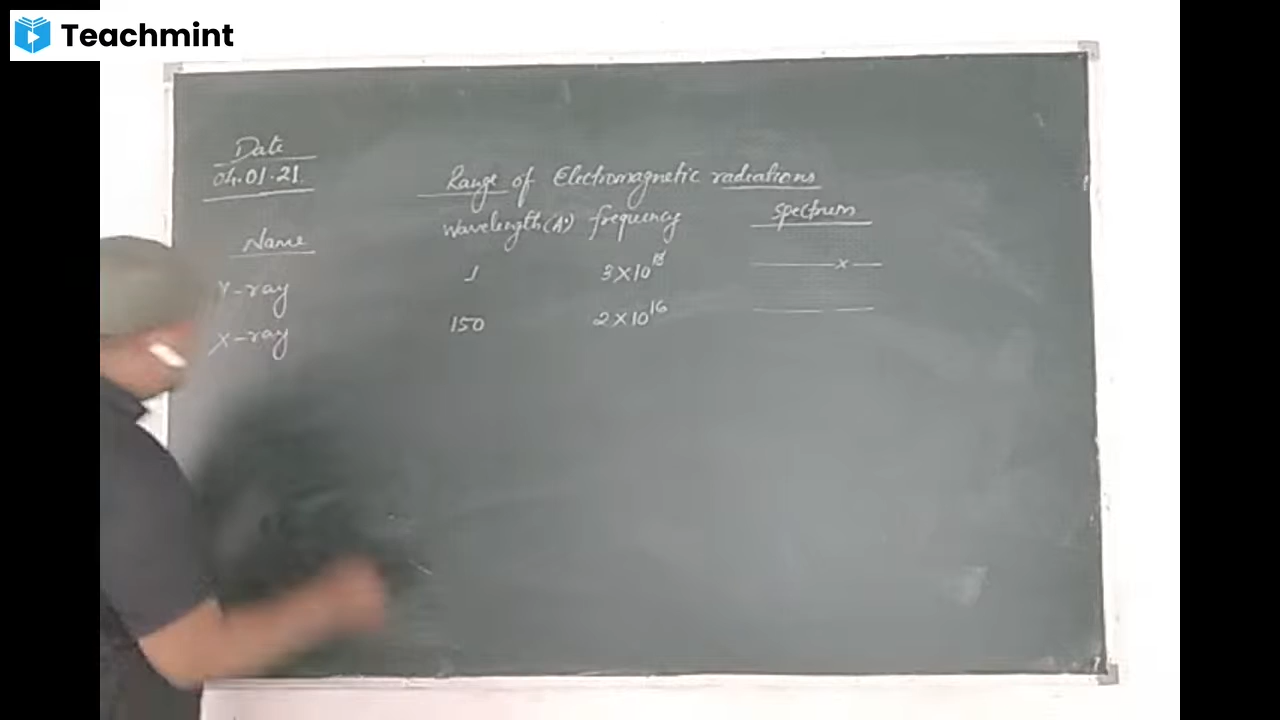 Teachmint
Date
04.01.21
Range of Electromagnetic radiations
Name wavelength (A°) frequency spectrum
γ-ray 1 3×10¹⁸ ———x—
X-ray 150 2×10¹⁶ ——— ——